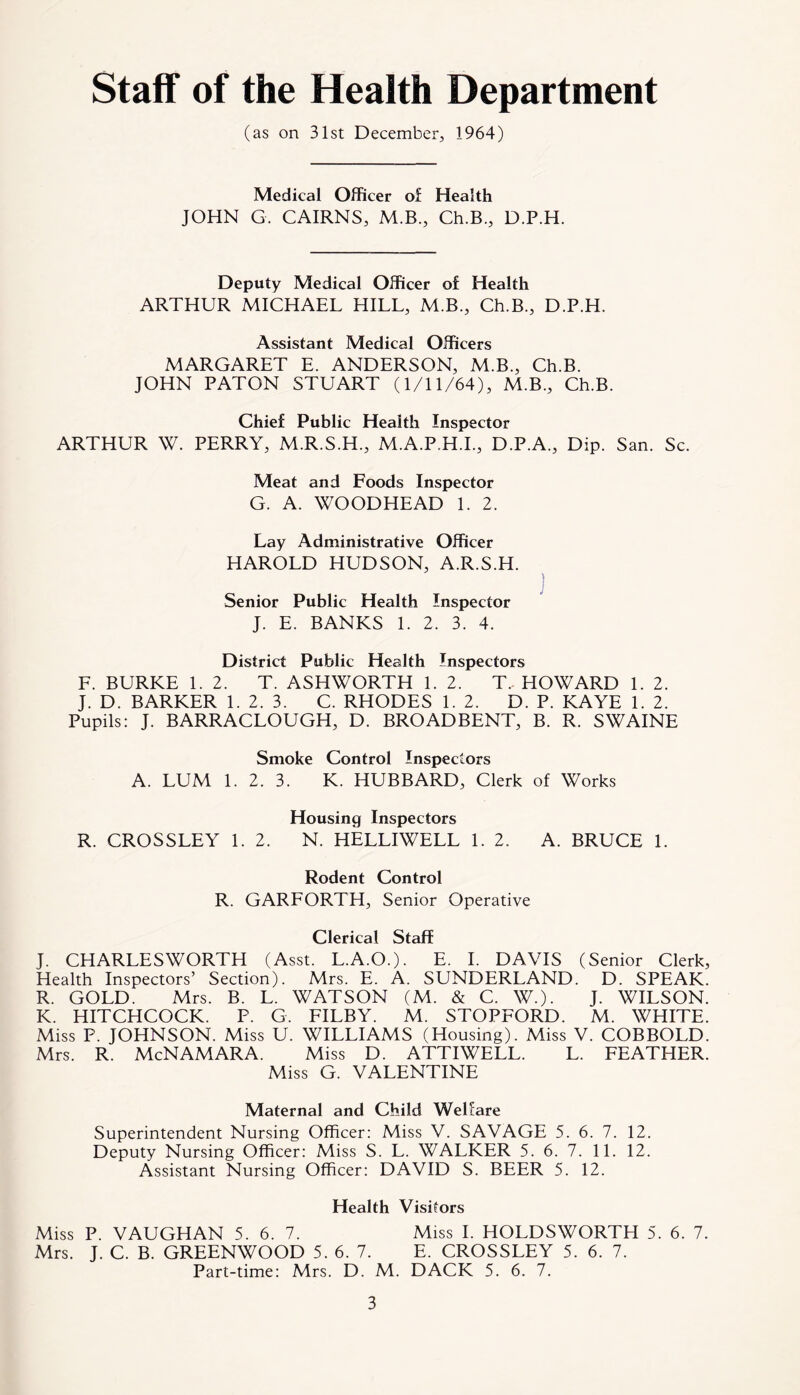 Staff of the Health Department
(as on 31st December, 1964)
Medical Officer of Health
JOHN G. CAIRNS, M.B., Ch.B., D.P.H.
Deputy Medical Officer of Health
ARTHUR MICHAEL HILL, M.B., Ch.B., D.P.H.
Assistant Medical Officers
MARGARET E. ANDERSON, M.B., Ch.B.
JOHN PATON STUART (1/11/64), M.B., Ch.B.
Chief Public Health Inspector
ARTHUR W. PERRY, M.R.S.H., M.A.P.H.I., D.P.A., Dip. San. Sc.
Meat and Foods Inspector
G. A. WOODHEAD 1. 2.
Lay Administrative Officer
HAROLD HUDSON, A.R.S.H.
Senior Public Health Inspector
J. E. BANKS 1. 2. 3. 4.
District Public Health Inspectors
F. BURKE 1. 2. T. ASHWORTH 1. 2. T. HOWARD 1. 2.
J. D. BARKER 1. 2. 3. C. RHODES 1. 2. D. P. KAYE 1. 2.
Pupils: J. BARRACLOUGH, D. BROADBENT, B. R. SWAINE
Smoke Control Inspectors
A. LUM 1. 2. 3. K. HUBBARD, Clerk of Works
Housing Inspectors
R. CROSSLEY 1. 2. N. HELLIWELL 1. 2. A. BRUCE 1.
Rodent Control
R. GARFORTH, Senior Operative
Clerical Staff
J. CHARLESWORTH (Asst. L.A.O.). E. I. DAVIS (Senior Clerk,
Health Inspectors' Section). Mrs. E. A. SUNDERLAND. D. SPEAK.
R. GOLD. Mrs. B. L. WATSON (M. & C. W.). J. WILSON.
K. HITCHCOCK. P. G. FILBY. M. STOPFORD. M. WHITE.
Miss P. JOHNSON. Miss U. WILLIAMS (Housing). Miss V. COBBOLD.
Mrs. R. McNAMARA. Miss D. ATTIWELL. L. FEATHER.
Miss G. VALENTINE
Maternal and Child Welfare
Superintendent Nursing Officer: Miss V. SAVAGE 5. 6. 7. 12.
Deputy Nursing Officer: Miss S. L. WALKER 5. 6. 7. 11. 12.
Assistant Nursing Officer: DAVID S. BEER 5. 12.
Health Visitors
Miss P. VAUGHAN 5. 6. 7. Miss I. HOLDSWORTH 5. 6. 7.
Mrs. J. C. B. GREENWOOD 5. 6. 7. E. CROSSLEY 5. 6. 7.
Part-time: Mrs. D. M. DACK 5. 6. 7.
3